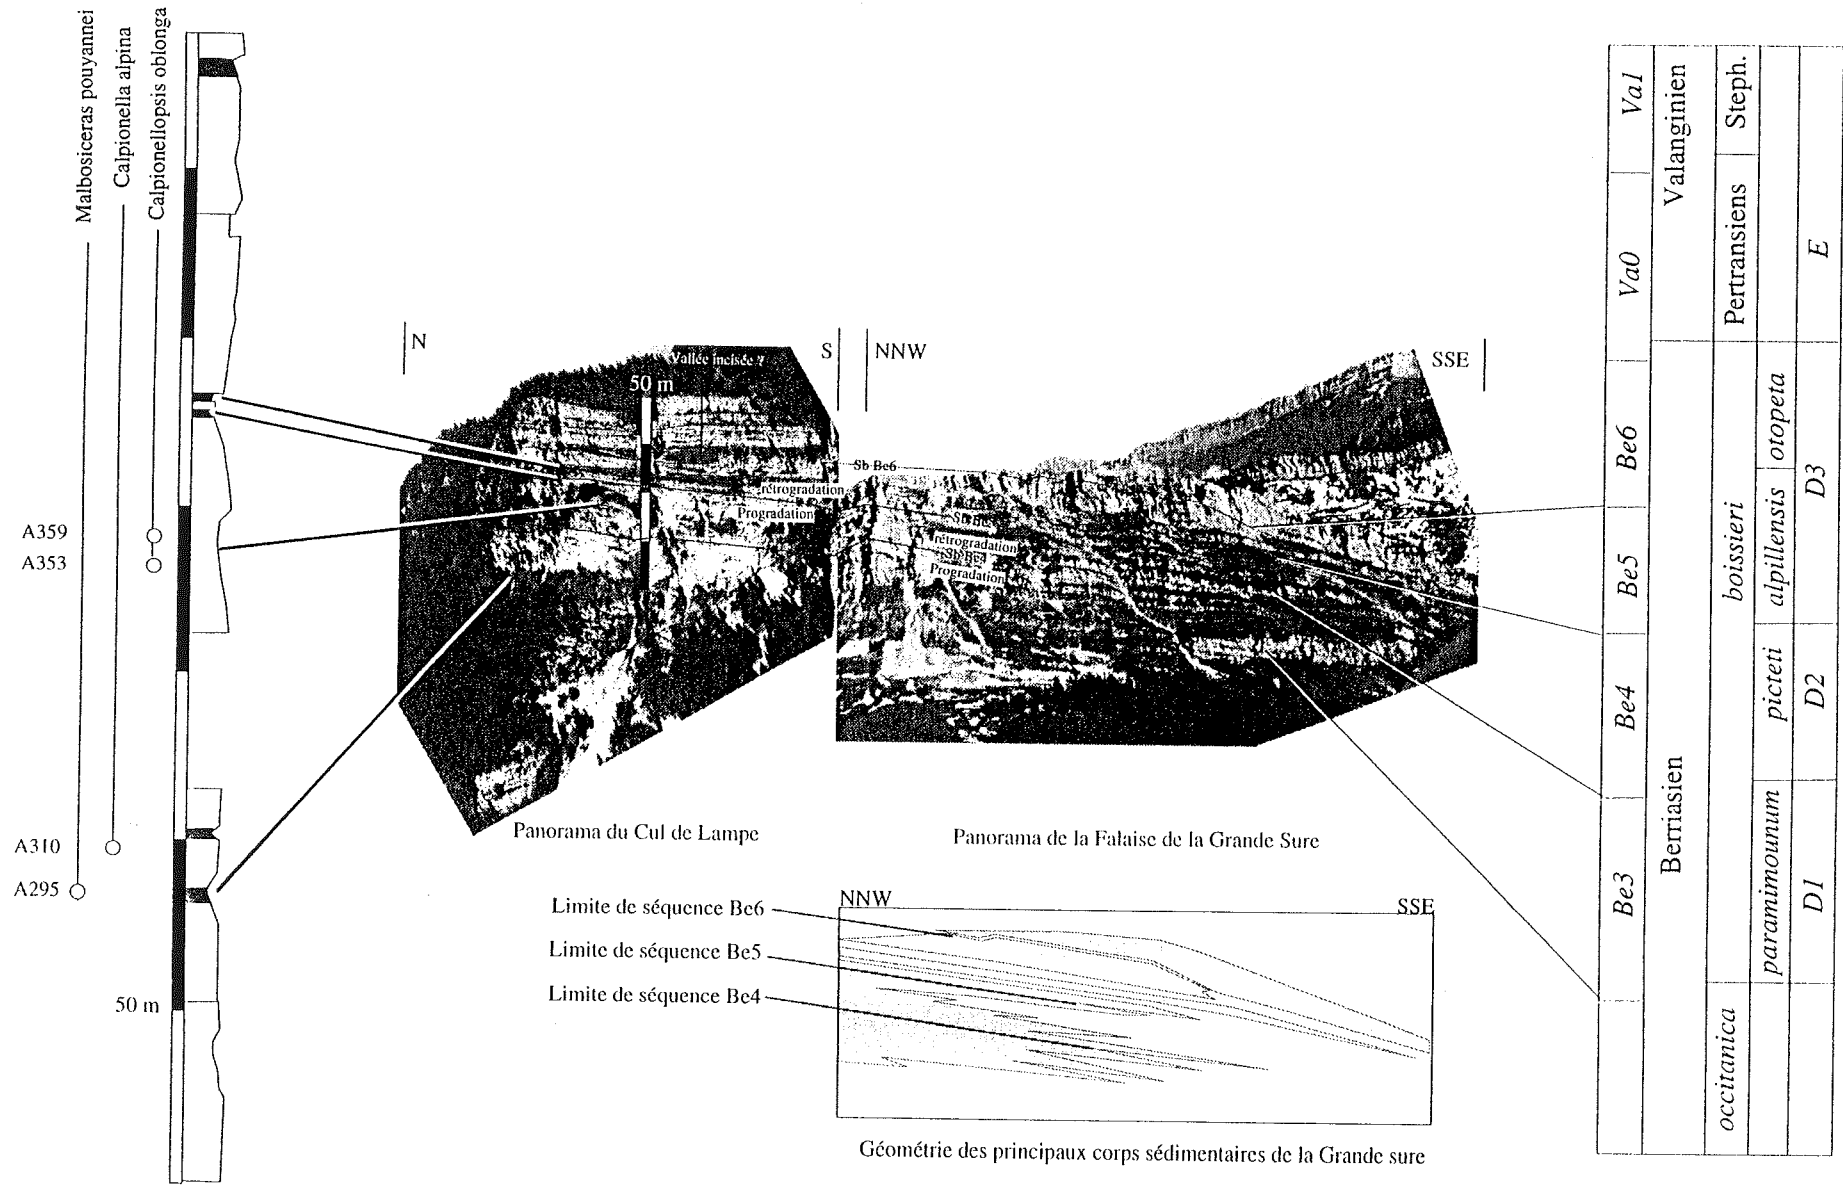 Malbosiceras pouyannei
Calpionella alpina
Calpionellopsis oblonga
A359
A353
A310
A295
50 m
N
S
NNW
SSE
Vallée incisée ?
50 m
rétrogradation
Progradation
Sb Be6
rétrogradation
Sb Be4
Progradation
Panorama du Cul de Lampe
Panorama de la Falaise de la Grande Sure
NNW
SSE
Limite de séquence Be6
Limite de séquence Be5
Limite de séquence Be4
Géométrie des principaux corps sédimentaires de la Grande sure
Va1
Va0
Be6
Be5
Be4
Be3
Valanginien
Berriasien
Steph.
Pertransiens
boissieri
occitanica
otopeta
alpillensis
picteti
paramimounum
E
D3
D2
D1